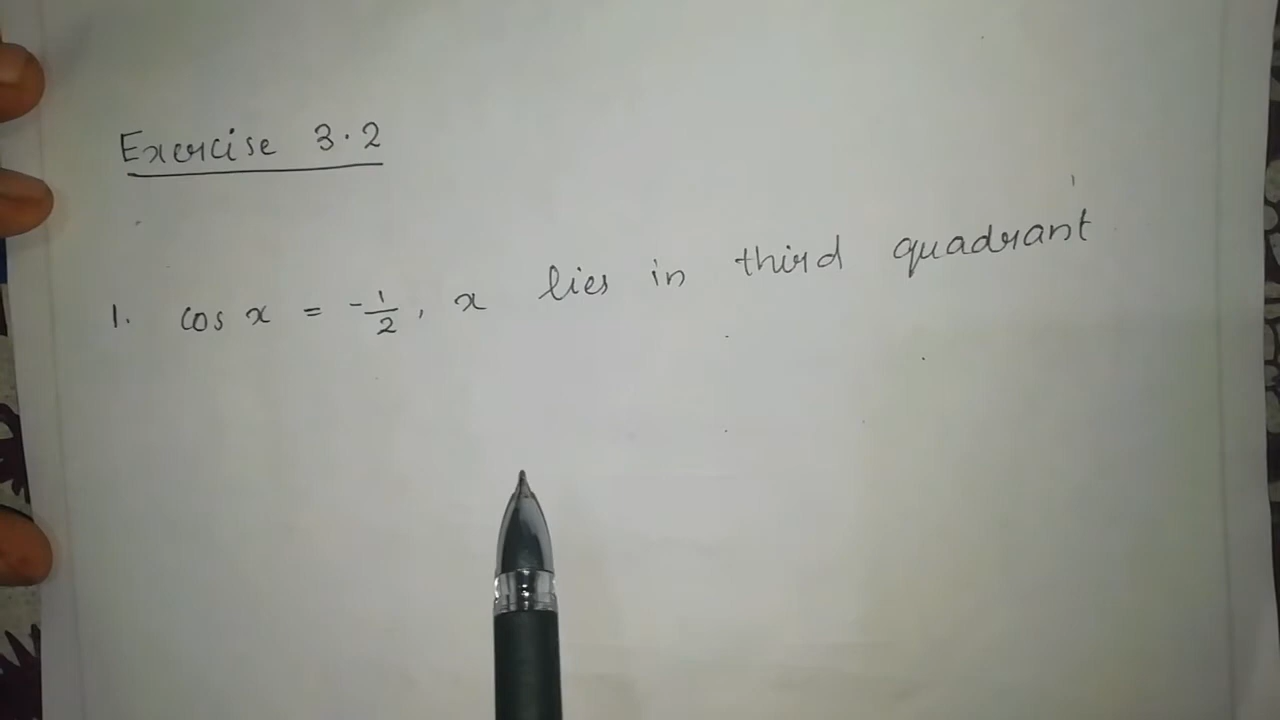 Exercise 3.2
1. cos x = -1/2, x lies in third quadrant